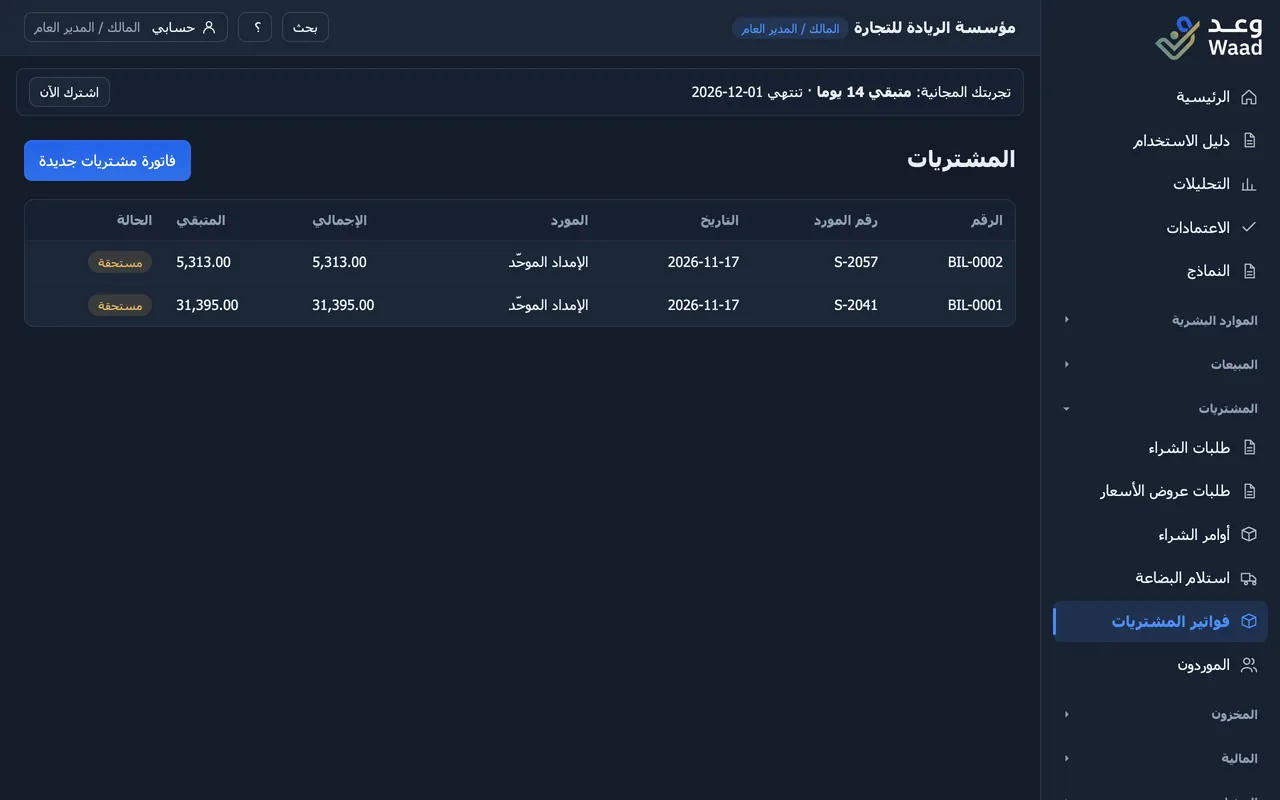 وعد
Waad
الرئيسية
دليل الاستخدام
التحليلات
الاعتمادات
النماذج
الموارد البشرية
المبيعات
المشتريات
طلبات الشراء
طلبات عروض الأسعار
أوامر الشراء
استلام البضاعة
فواتير المشتريات
الموردون
المخزون
المالية
مؤسسة الريادة للتجارة المالك / المدير العام
بحث ؟ حسابي المالك / المدير العام
تجربتك المجانية: متبقي 14 يوما · تنتهي 01-12-2026 اشترك الآن
المشتريات فاتورة مشتريات جديدة
الرقم رقم المورد التاريخ المورد الإجمالي المتبقي الحالة
BIL-0002 S-2057 2026-11-17 الإمداد الموحّد 5,313.00 5,313.00 مستحقة
BIL-0001 S-2041 2026-11-17 الإمداد الموحّد 31,395.00 31,395.00 مستحقة